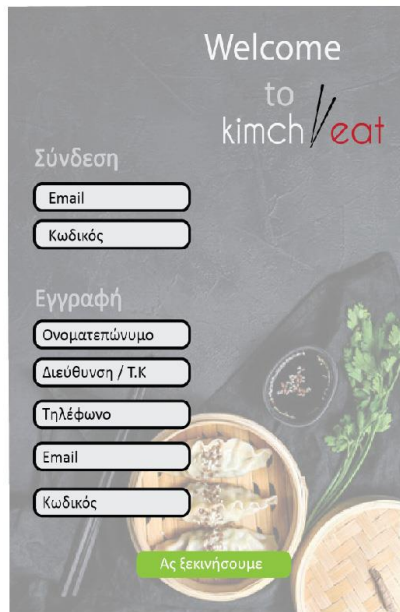 Welcome
to
kimch eat
Σύνδεση
Email
Κωδικός
Εγγραφή
Ονοματεπώνυμο
Διεύθυνση / Τ.Κ
Τηλέφωνο
Email
Κωδικός
Ας ξεκινήσουμε